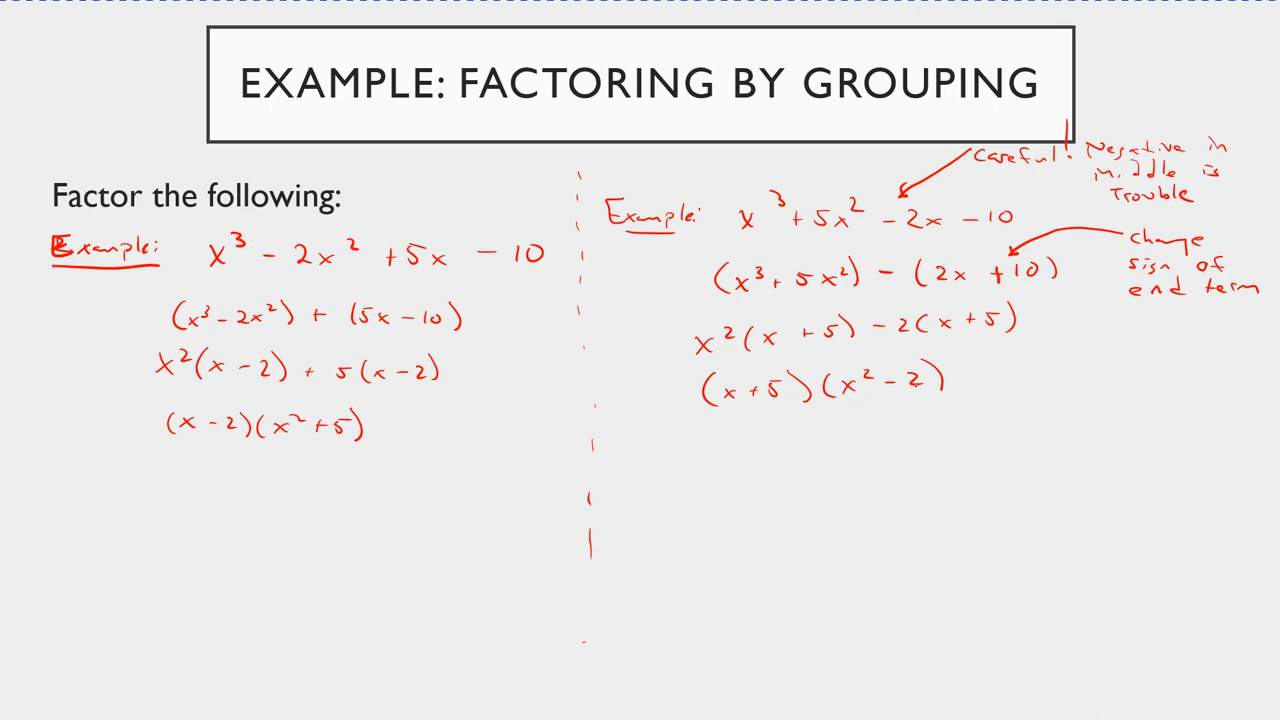 EXAMPLE: FACTORING BY GROUPING
Factor the following:
Example: x³ - 2x² + 5x - 10
(x³ - 2x²) + (5x - 10)
x²(x - 2) + 5(x - 2)
(x - 2)(x² + 5)
Careful! Negative in
middle is
Trouble
Example: x³ + 5x² - 2x - 10
change
sign of
end term
(x³ + 5x²) - (2x + 10)
x²(x + 5) - 2(x + 5)
(x + 5)(x² - 2)